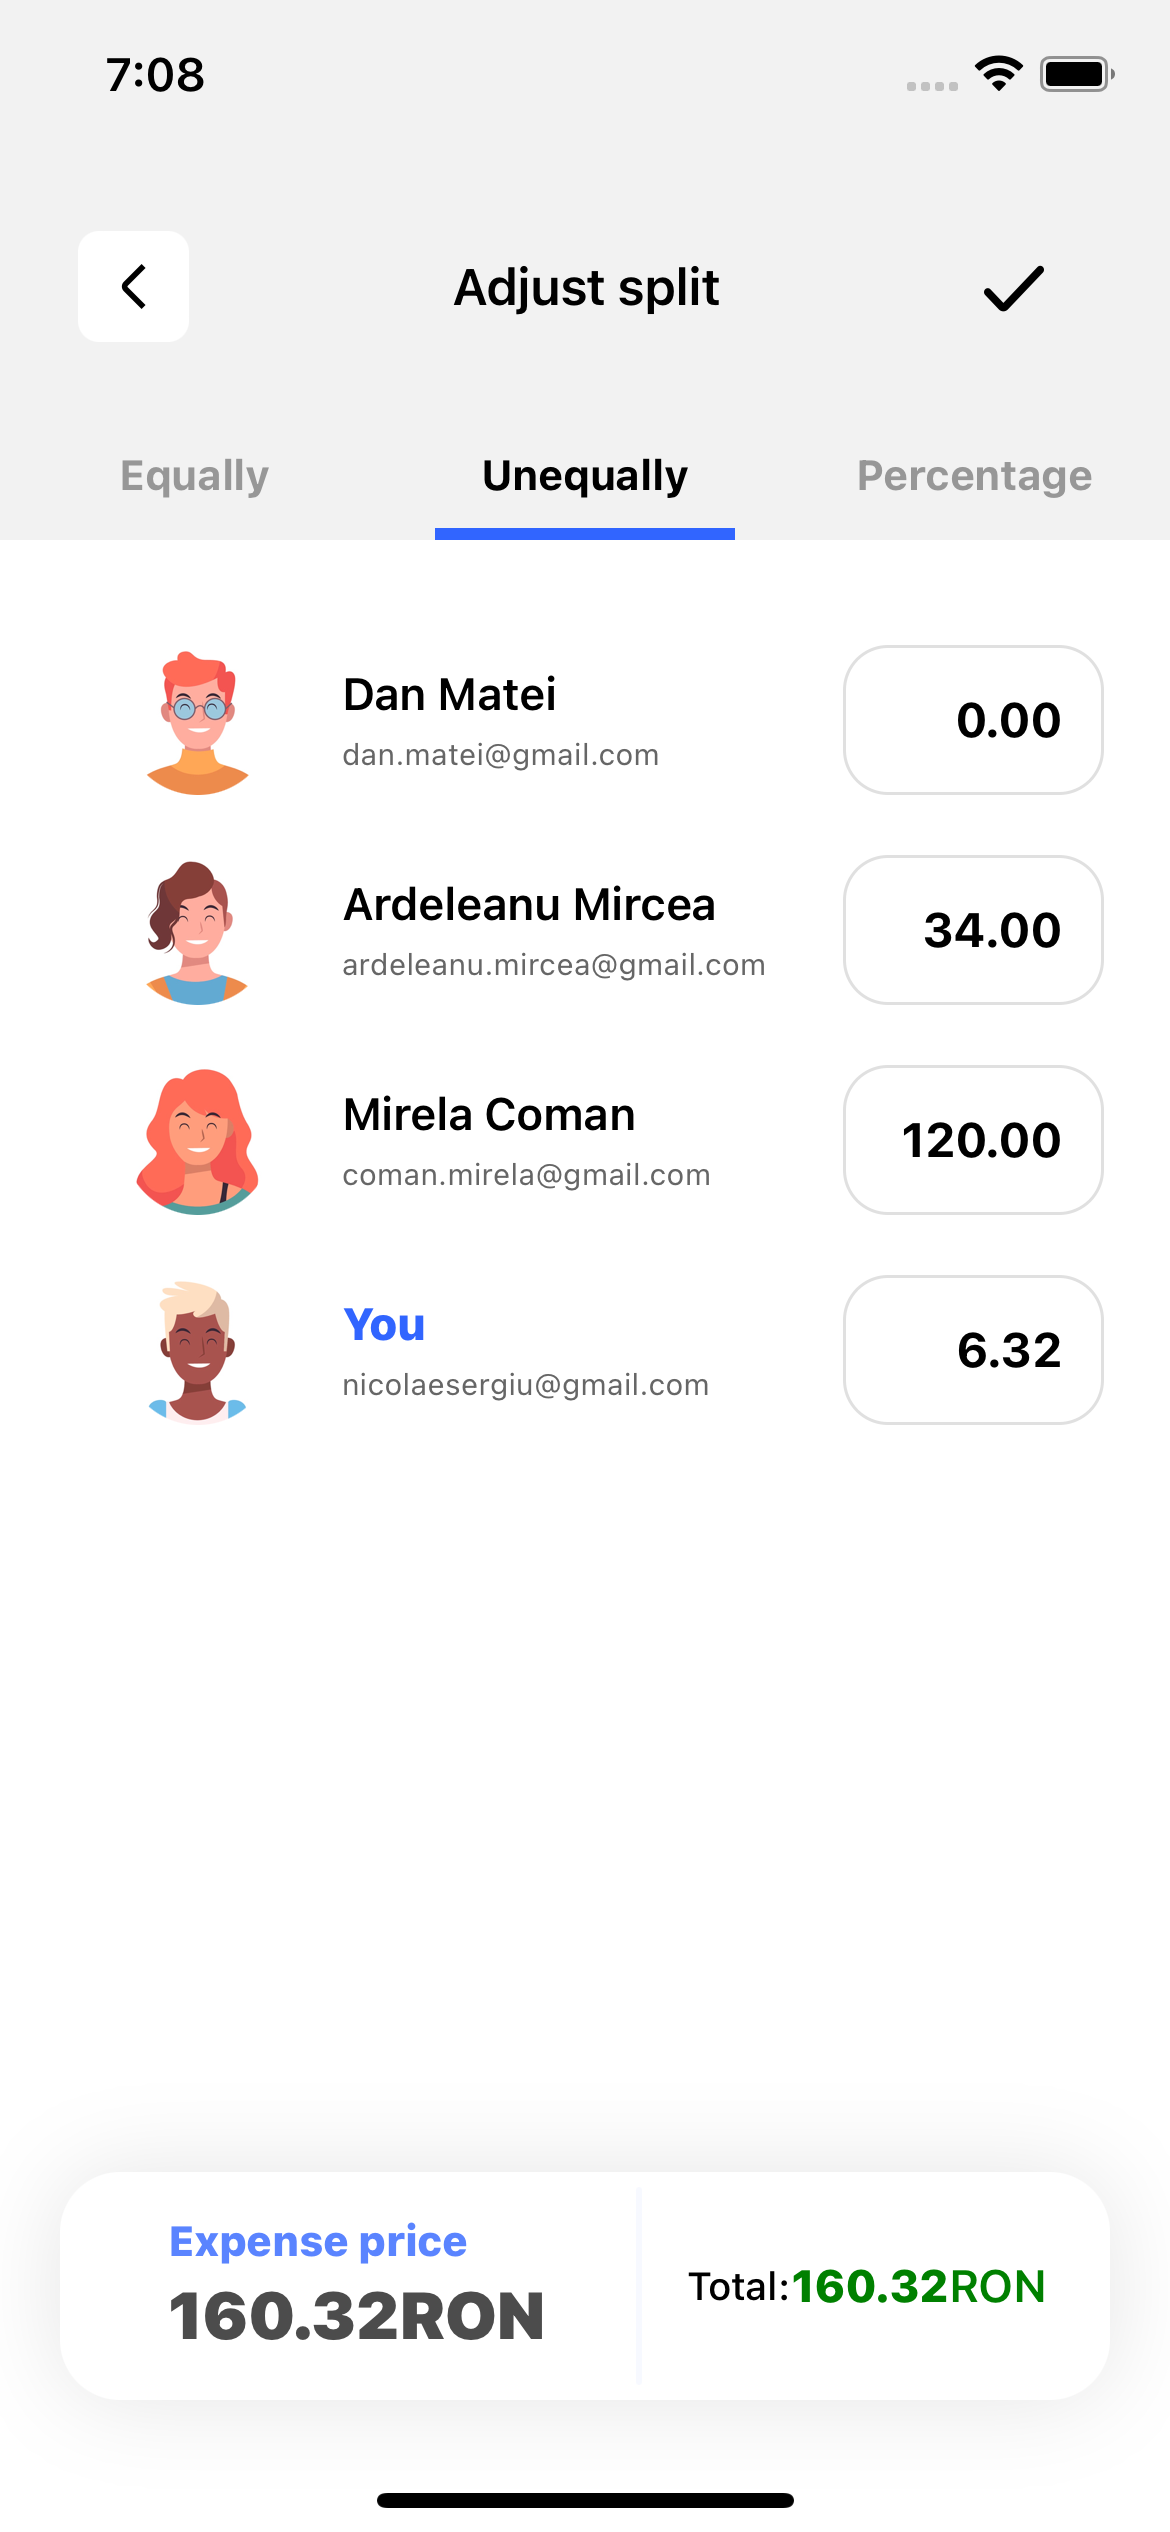 7:08
Adjust split
Equally Unequally Percentage
Dan Matei
dan.matei@gmail.com
0.00
Ardeleanu Mircea
ardeleanu.mircea@gmail.com
34.00
Mirela Coman
coman.mirela@gmail.com
120.00
You
nicolaesergiu@gmail.com
6.32
Expense price
160.32RON
Total:160.32RON